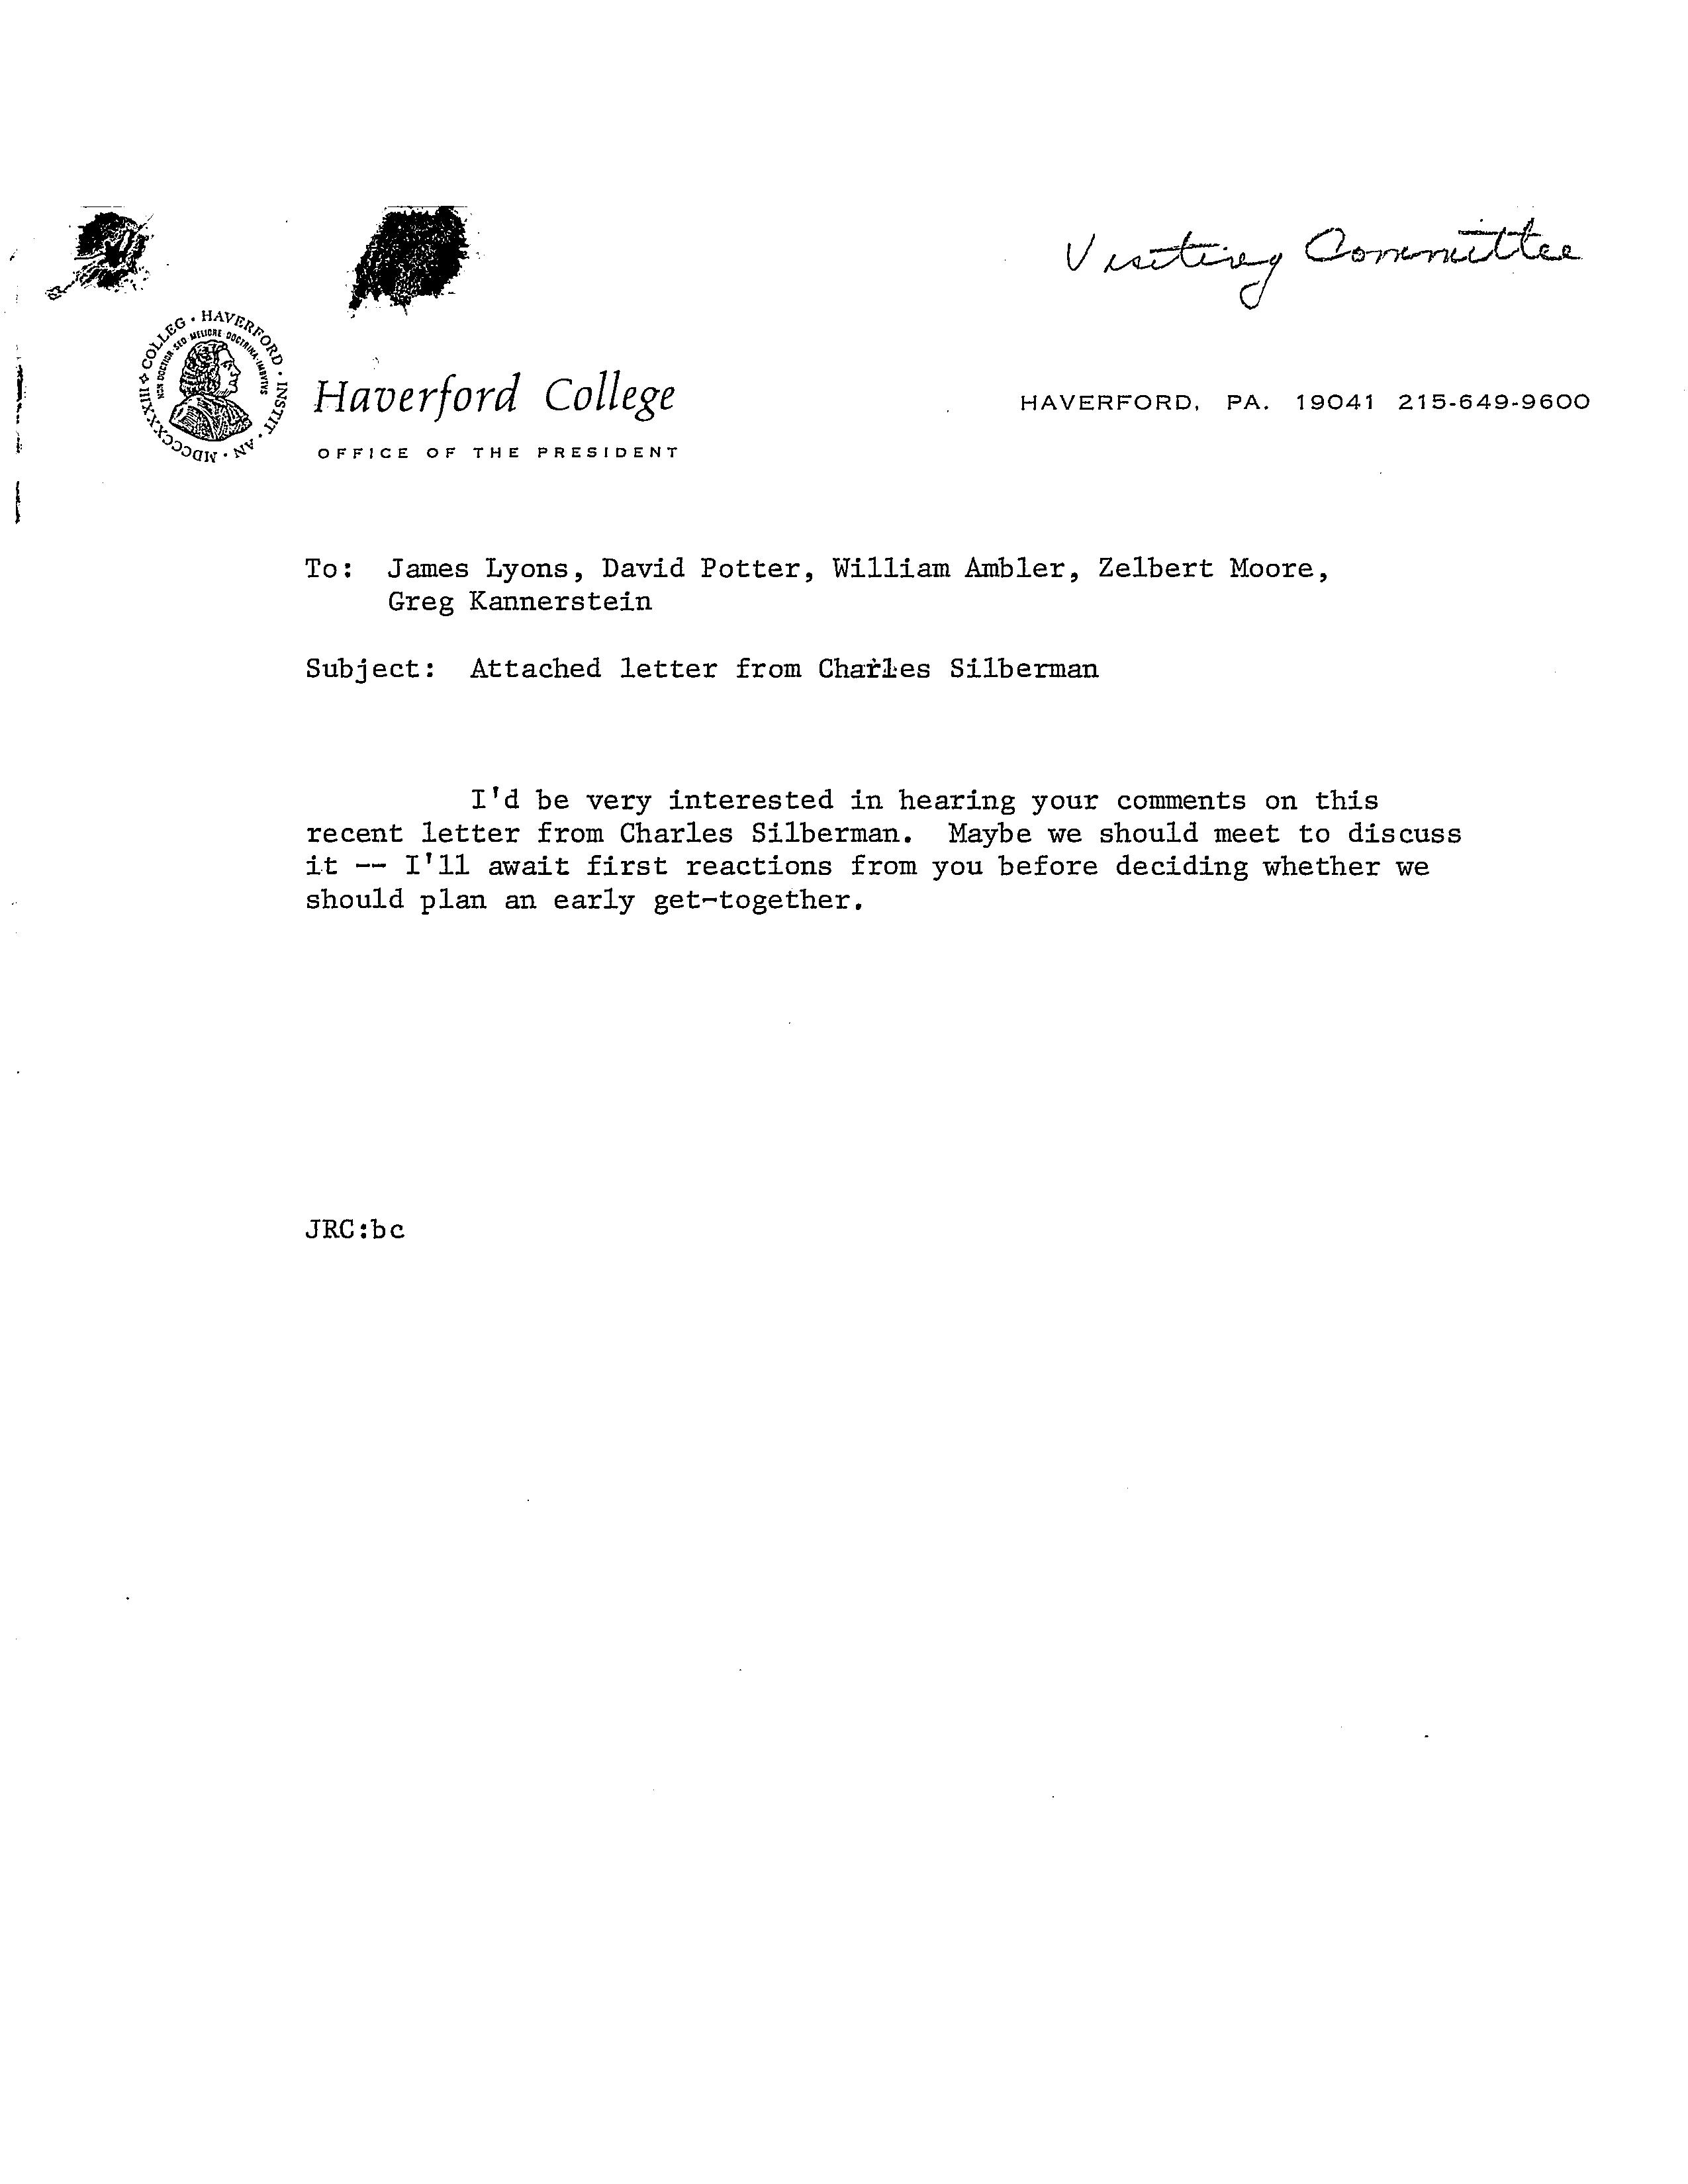 Visiting Committee
COLLEG · HAVERFORD · INSTIT · AN · MDCCCXXXIII
NON DOCTIOR SED MELIORE DOCTRINA IMBVTVS
Haverford College
HAVERFORD, PA. 19041 215-649-9600
OFFICE OF THE PRESIDENT
To: James Lyons, David Potter, William Ambler, Zelbert Moore,
Greg Kannerstein
Subject: Attached letter from Charles Silberman
I'd be very interested in hearing your comments on this
recent letter from Charles Silberman. Maybe we should meet to discuss
it -- I'll await first reactions from you before deciding whether we
should plan an early get-together.
JRC:bc